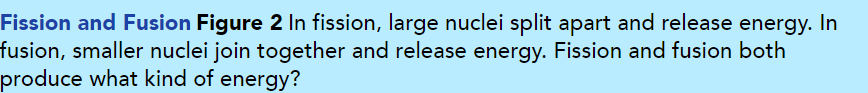 Fission and Fusion Figure 2 In fission, large nuclei split apart and release energy. In
fusion, smaller nuclei join together and release energy. Fission and fusion both
produce what kind of energy?